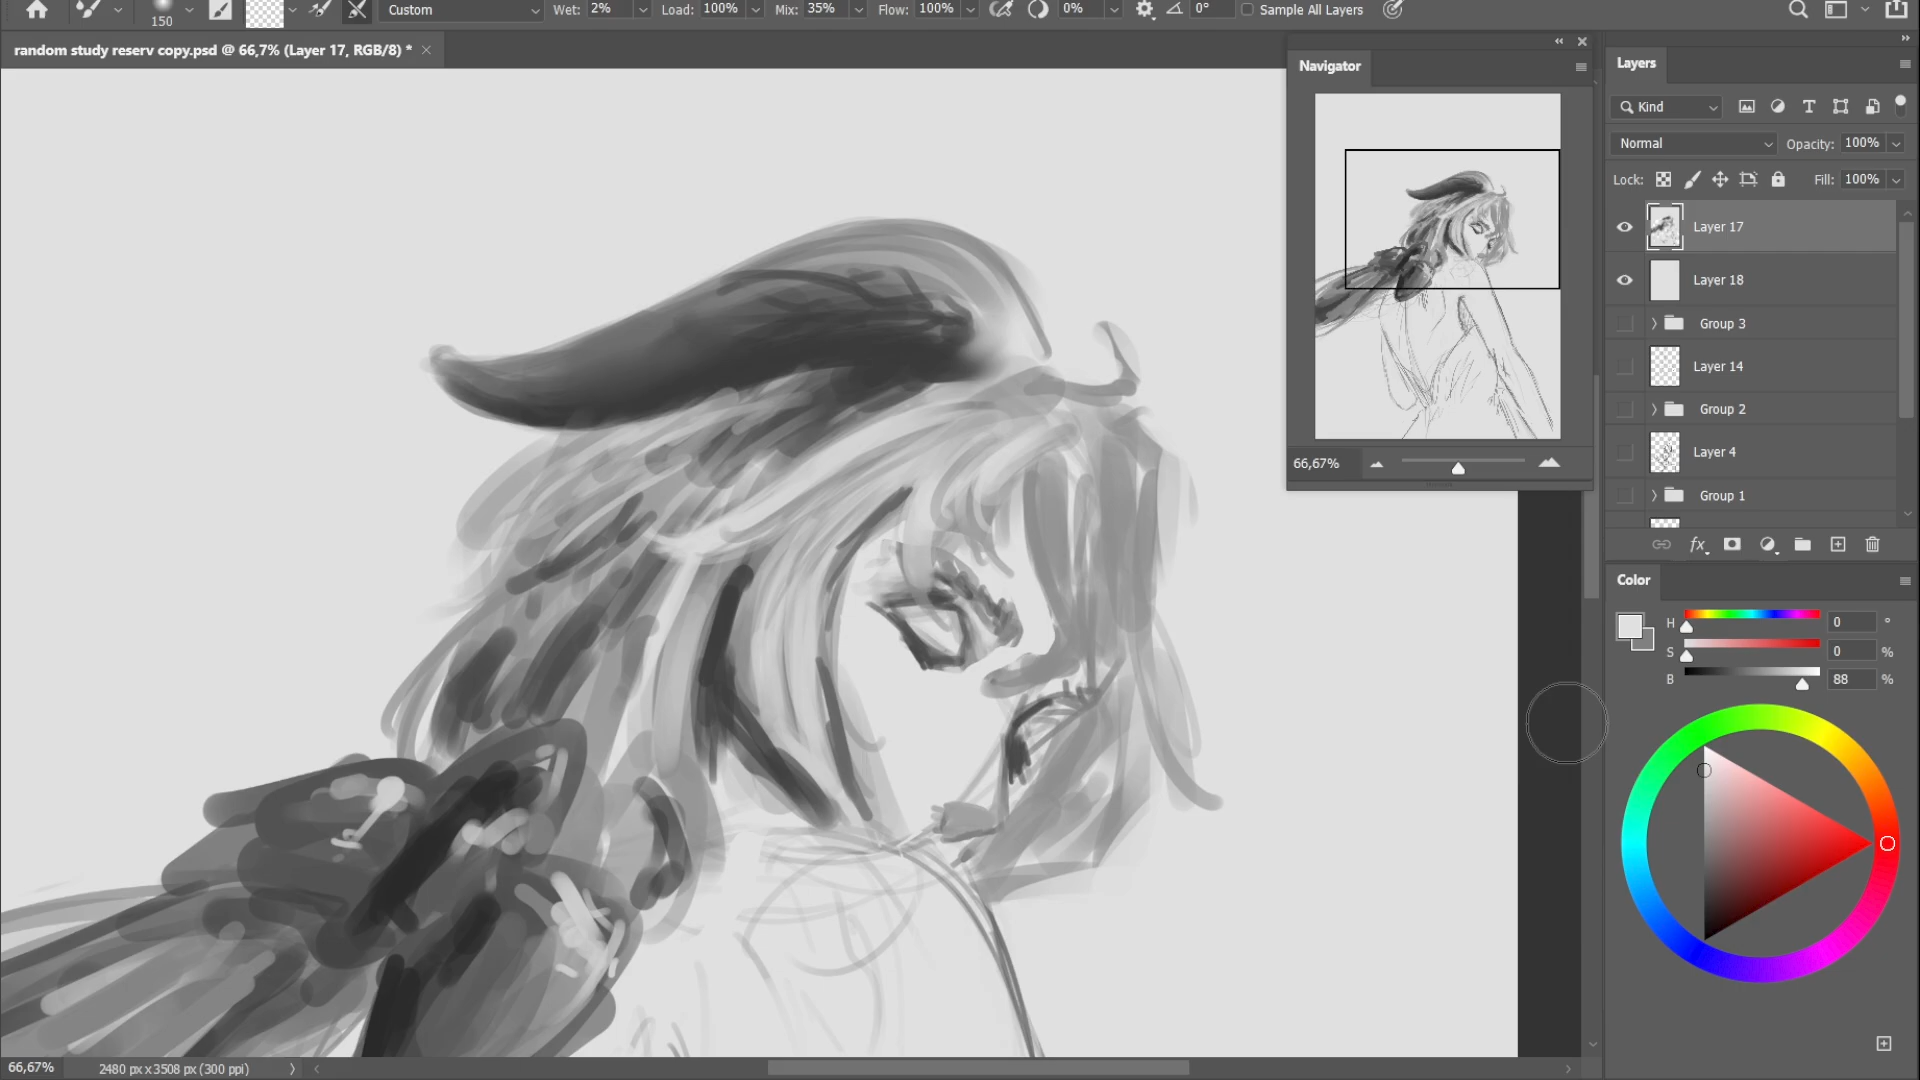 150
Custom
Wet: 2%
Load: 100%
Mix: 35%
Flow: 100%
0%
0°
Sample All Layers
random study reserv copy.psd @ 66,7% (Layer 17, RGB/8) *
Navigator
66,67%
Layers
Kind
Normal
Opacity: 100%
Lock:
Fill: 100%
Layer 17
Layer 18
Group 3
Layer 14
Group 2
Layer 4
Group 1
fx
Color
H 0 °
S 0 %
B 88 %
66,67%
2480 px x 3508 px (300 ppi)